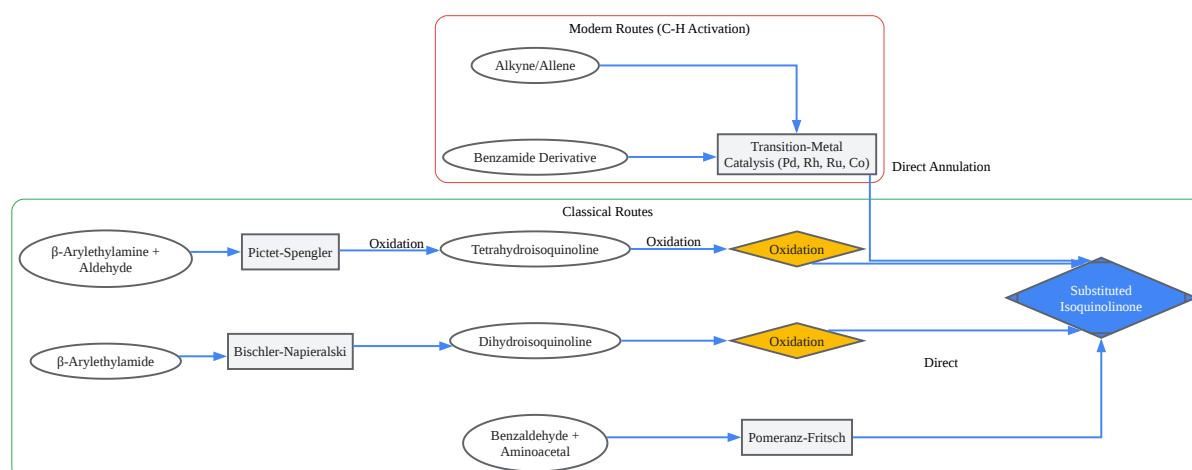 Modern Routes (C-H Activation)
Alkyne/Allene
Benzamide Derivative
Transition-Metal
Catalysis (Pd, Rh, Ru, Co)
Direct Annulation
Classical Routes
β-Arylethylamine +
Aldehyde
Pictet-Spengler
Oxidation
Tetrahydroisoquinoline
Oxidation
Oxidation
Substituted
Isoquinolinone
β-Arylethylamide
Bischler-Napieralski
Dihydroisoquinoline
Oxidation
Direct
Benzaldehyde +
Aminoacetal
Pomeranz-Fritsch